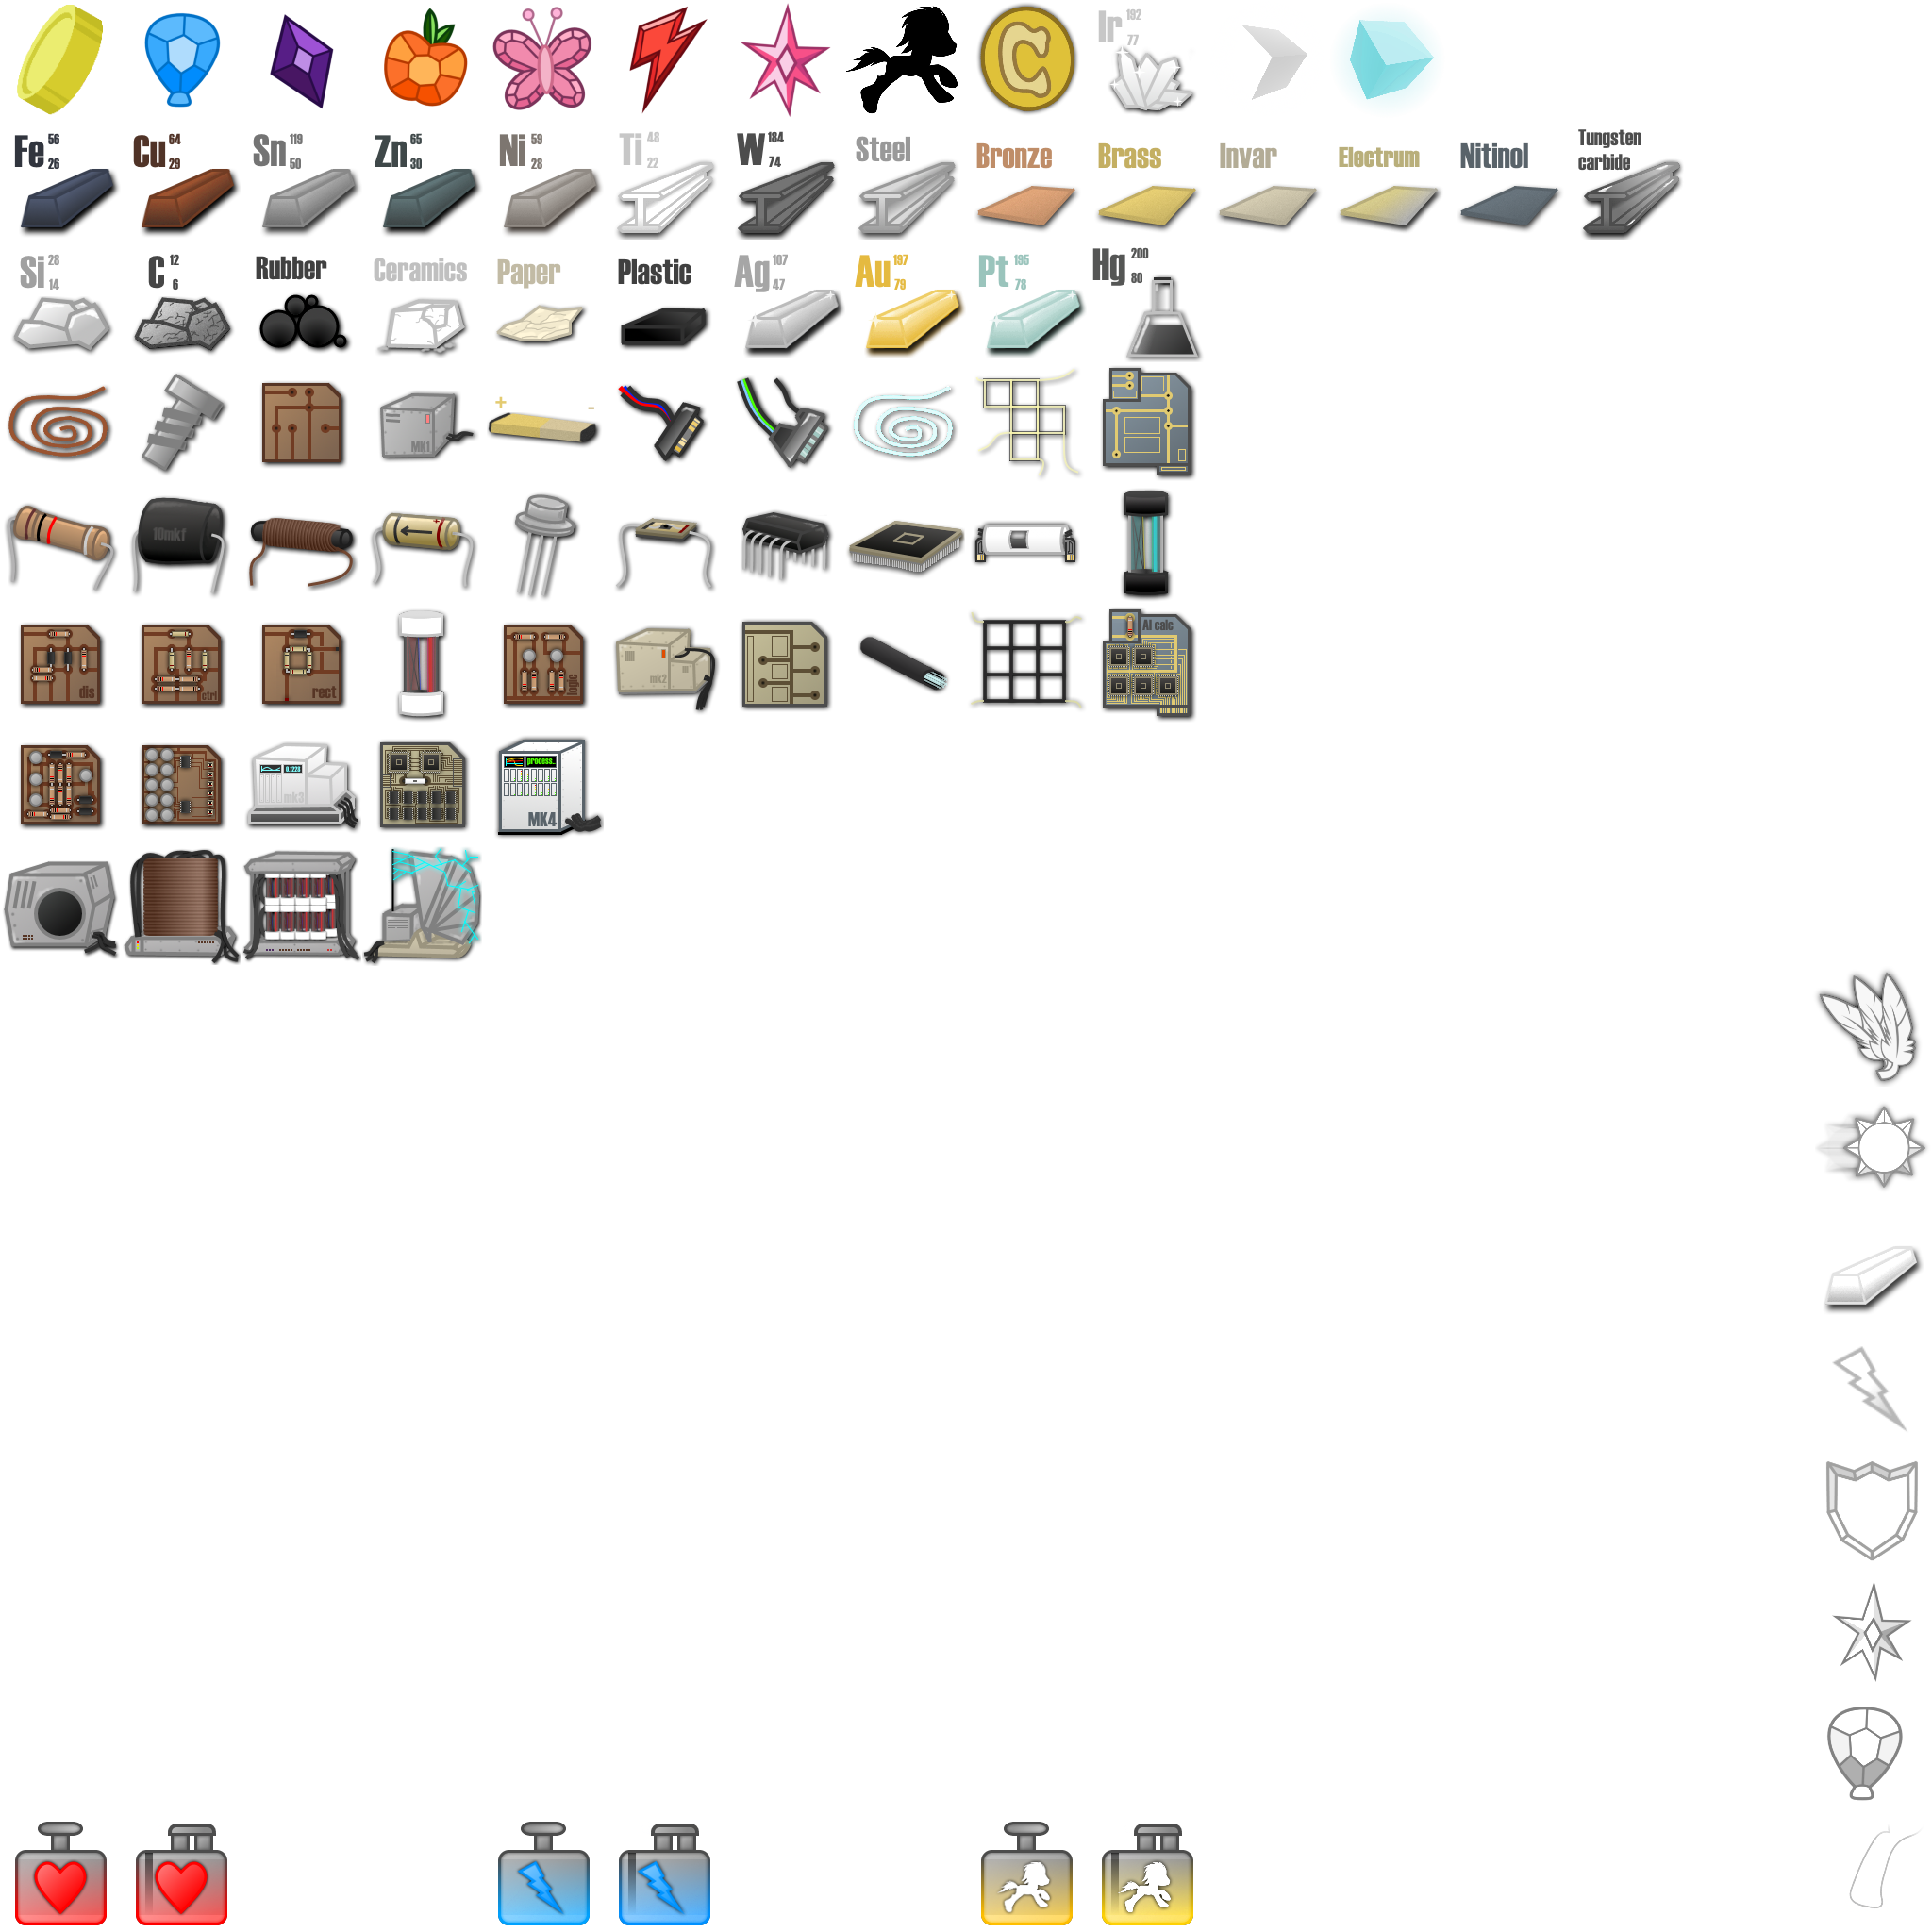 Ir 192 77
Fe 56 26
Cu 64 29
Sn 119 50
Zn 65 30
Ni 59 28
Ti 48 22
W 184 74
Steel
Bronze
Brass
Invar
Electrum
Nitinol
Tungsten
carbide
Si 28 14
C 12 6
Rubber
Ceramics
Paper
Plastic
Ag 107 47
Au 197 79
Pt 195 78
Hg 200 80
MK1
+ -
10mkf
dis
ctrl
rect
logic
mk2
AI calc
mk3
process..
MK4